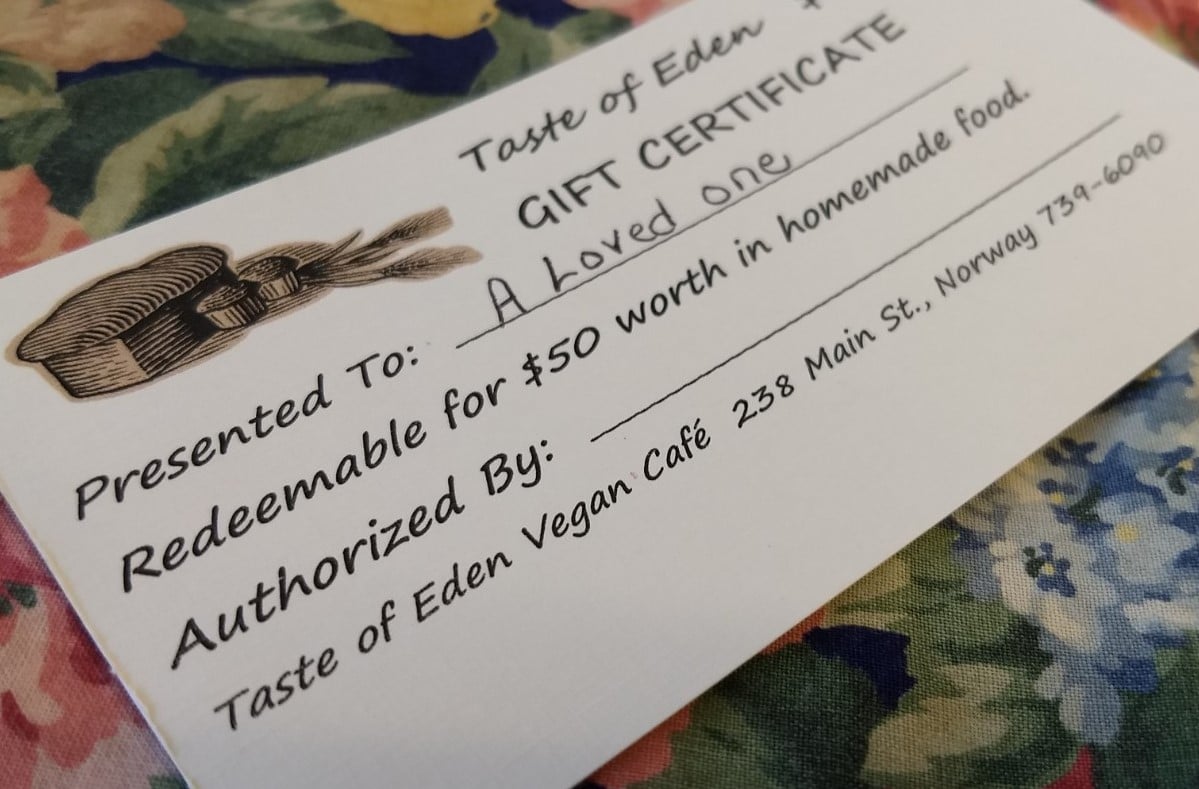 Taste of Eden
GIFT CERTIFICATE
Presented To: A Loved one
Redeemable for $50 worth in homemade food.
Authorized By:
Taste of Eden Vegan Café 238 Main St., Norway 739-6090